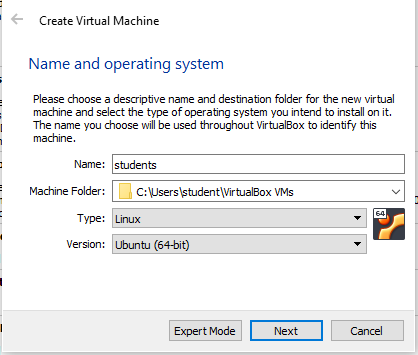 Create Virtual Machine
Name and operating system
Please choose a descriptive name and destination folder for the new virtual
machine and select the type of operating system you intend to install on it.
The name you choose will be used throughout VirtualBox to identify this
machine.
Name: students
Machine Folder: C:\Users\student\VirtualBox VMs
Type: Linux
64
Version: Ubuntu (64-bit)
Expert Mode Next Cancel